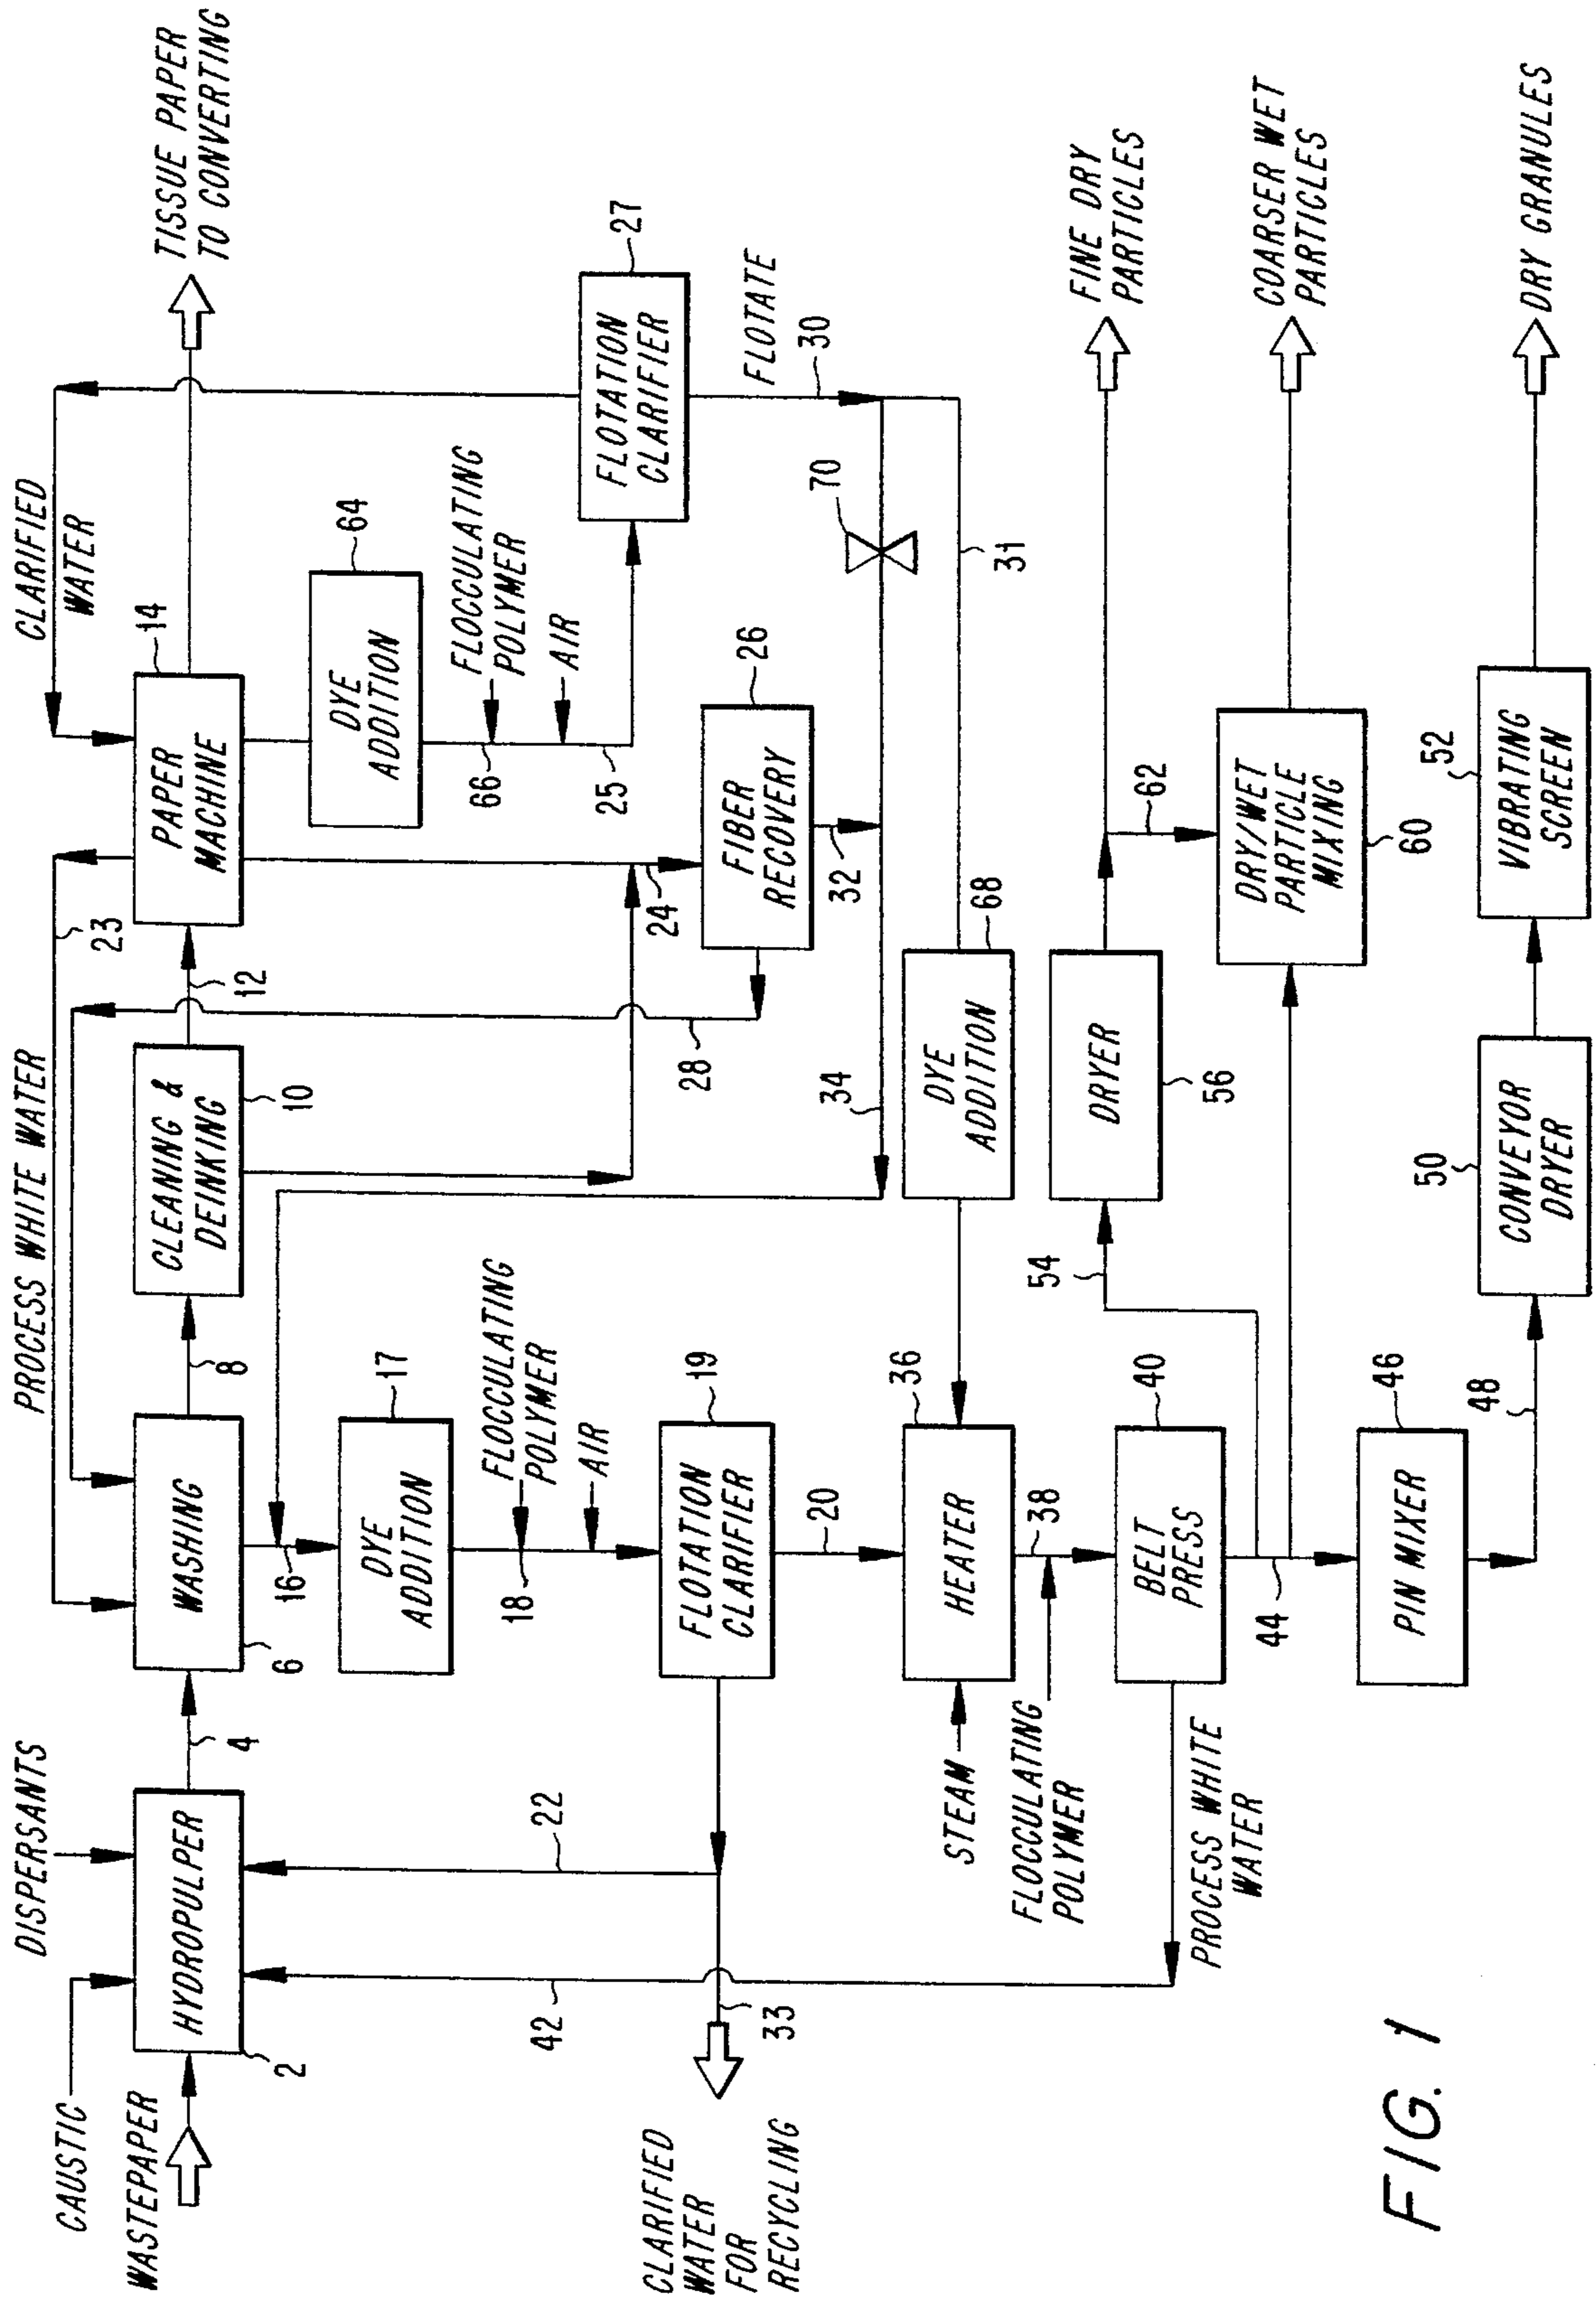 CAUSTIC
DISPERSANTS
WASTEPAPER
HYDROPULPER
2
4
PROCESS WHITE WATER
23
WASHING
6
8
CLEANING &
DEINKING
10
12
CLARIFIED
WATER
PAPER
MACHINE
14
TISSUE PAPER
TO CONVERTING
16
DYE
ADDITION
17
FLOCCULATING
POLYMER
18
AIR
FLOTATION
CLARIFIER
19
20
22
42
33
CLARIFIED
WATER
FOR
RECYCLING
DYE
ADDITION
64
FLOCCULATING
POLYMER
66
AIR
25
24
FIBER
RECOVERY
26
28
32
FLOTATION
CLARIFIER
27
FLOTATE
30
70
31
34
DYE
ADDITION
68
STEAM
HEATER
36
FLOCCULATING
POLYMER
38
BELT
PRESS
40
PROCESS WHITE
WATER
44
54
DRYER
56
FINE DRY
PARTICLES
62
DRY/WET
PARTICLE
MIXING
60
COARSER WET
PARTICLES
PIN MIXER
46
48
CONVEYOR
DRYER
50
VIBRATING
SCREEN
52
DRY GRANULES
FIG. 1